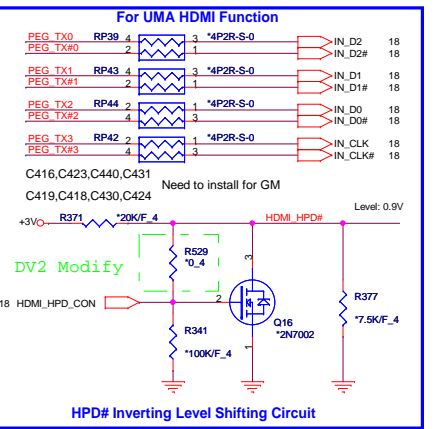 For UMA HDMI Function
PEG_TX0 RP39 4 3 *4P2R-S-0 IN_D2 18
PEG_TX#0 2 1 IN_D2# 18
PEG_TX1 RP43 4 3 *4P2R-S-0 IN_D1 18
PEG_TX#1 2 1 IN_D1# 18
PEG_TX2 RP44 2 1 *4P2R-S-0 IN_D0 18
PEG_TX#2 4 3 IN_D0# 18
PEG_TX3 RP42 2 1 *4P2R-S-0 IN_CLK 18
PEG_TX#3 4 3 IN_CLK# 18
C416,C423,C440,C431
Need to install for GM
C419,C418,C430,C424
Level: 0.9V
+3V R371 *20K/F_4 HDMI_HPD#
DV2 Modify
R529
*0_4
3
18 HDMI_HPD_CON 2
R377
*7.5K/F_4
Q16
*2N7002
R341
*100K/F_4
1
HPD# Inverting Level Shifting Circuit